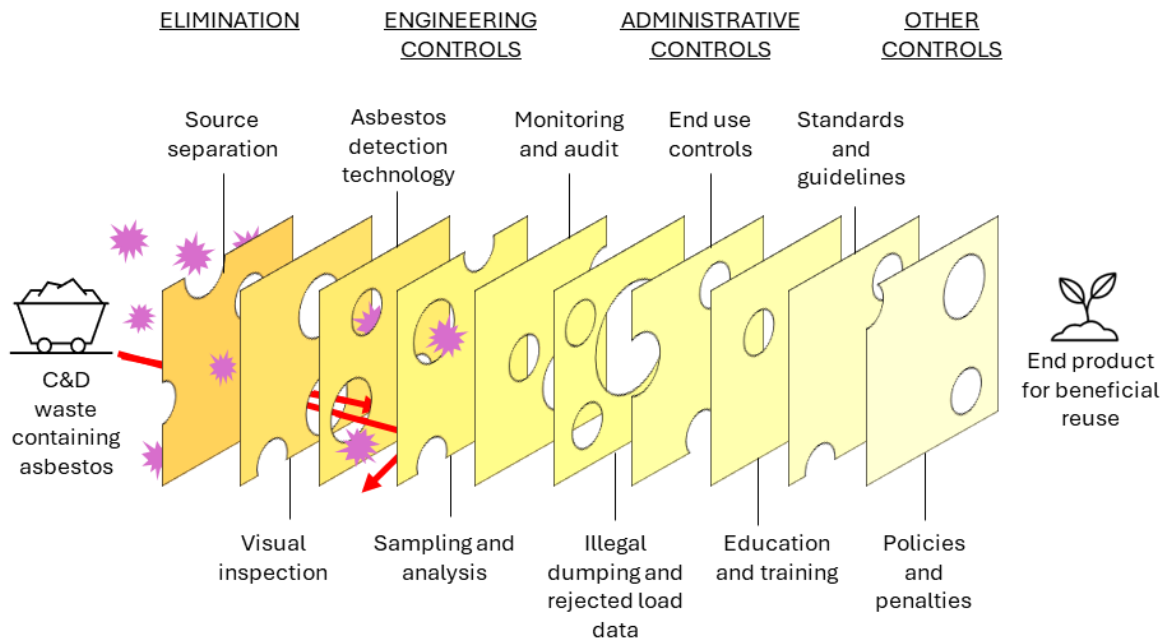 ELIMINATION
ENGINEERING
CONTROLS
ADMINISTRATIVE
CONTROLS
OTHER
CONTROLS
Source
separation
Asbestos
detection
technology
Monitoring
and audit
End use
controls
Standards
and
guidelines
C&D
waste
containing
asbestos
End product
for beneficial
reuse
Visual
inspection
Sampling and
analysis
Illegal
dumping and
rejected load
data
Education
and training
Policies
and
penalties